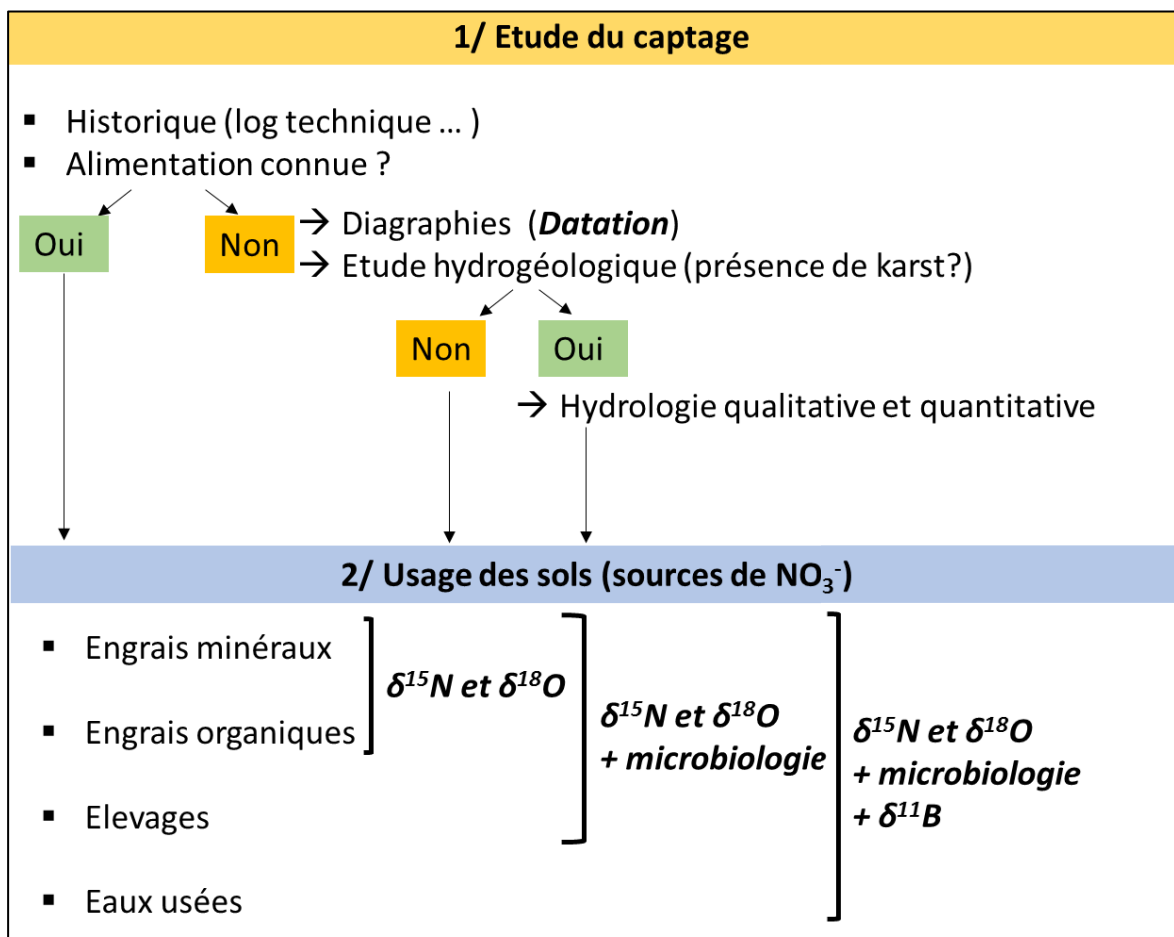 1/ Etude du captage
▪ Historique (log technique … )
▪ Alimentation connue ?
Oui
Non
→ Diagraphies (Datation)
→ Etude hydrogéologique (présence de karst?)
Non
Oui
→ Hydrologie qualitative et quantitative
2/ Usage des sols (sources de NO₃⁻)
▪ Engrais minéraux
▪ Engrais organiques
▪ Elevages
▪ Eaux usées
δ¹⁵N et δ¹⁸O
δ¹⁵N et δ¹⁸O
+ microbiologie
δ¹⁵N et δ¹⁸O
+ microbiologie
+ δ¹¹B